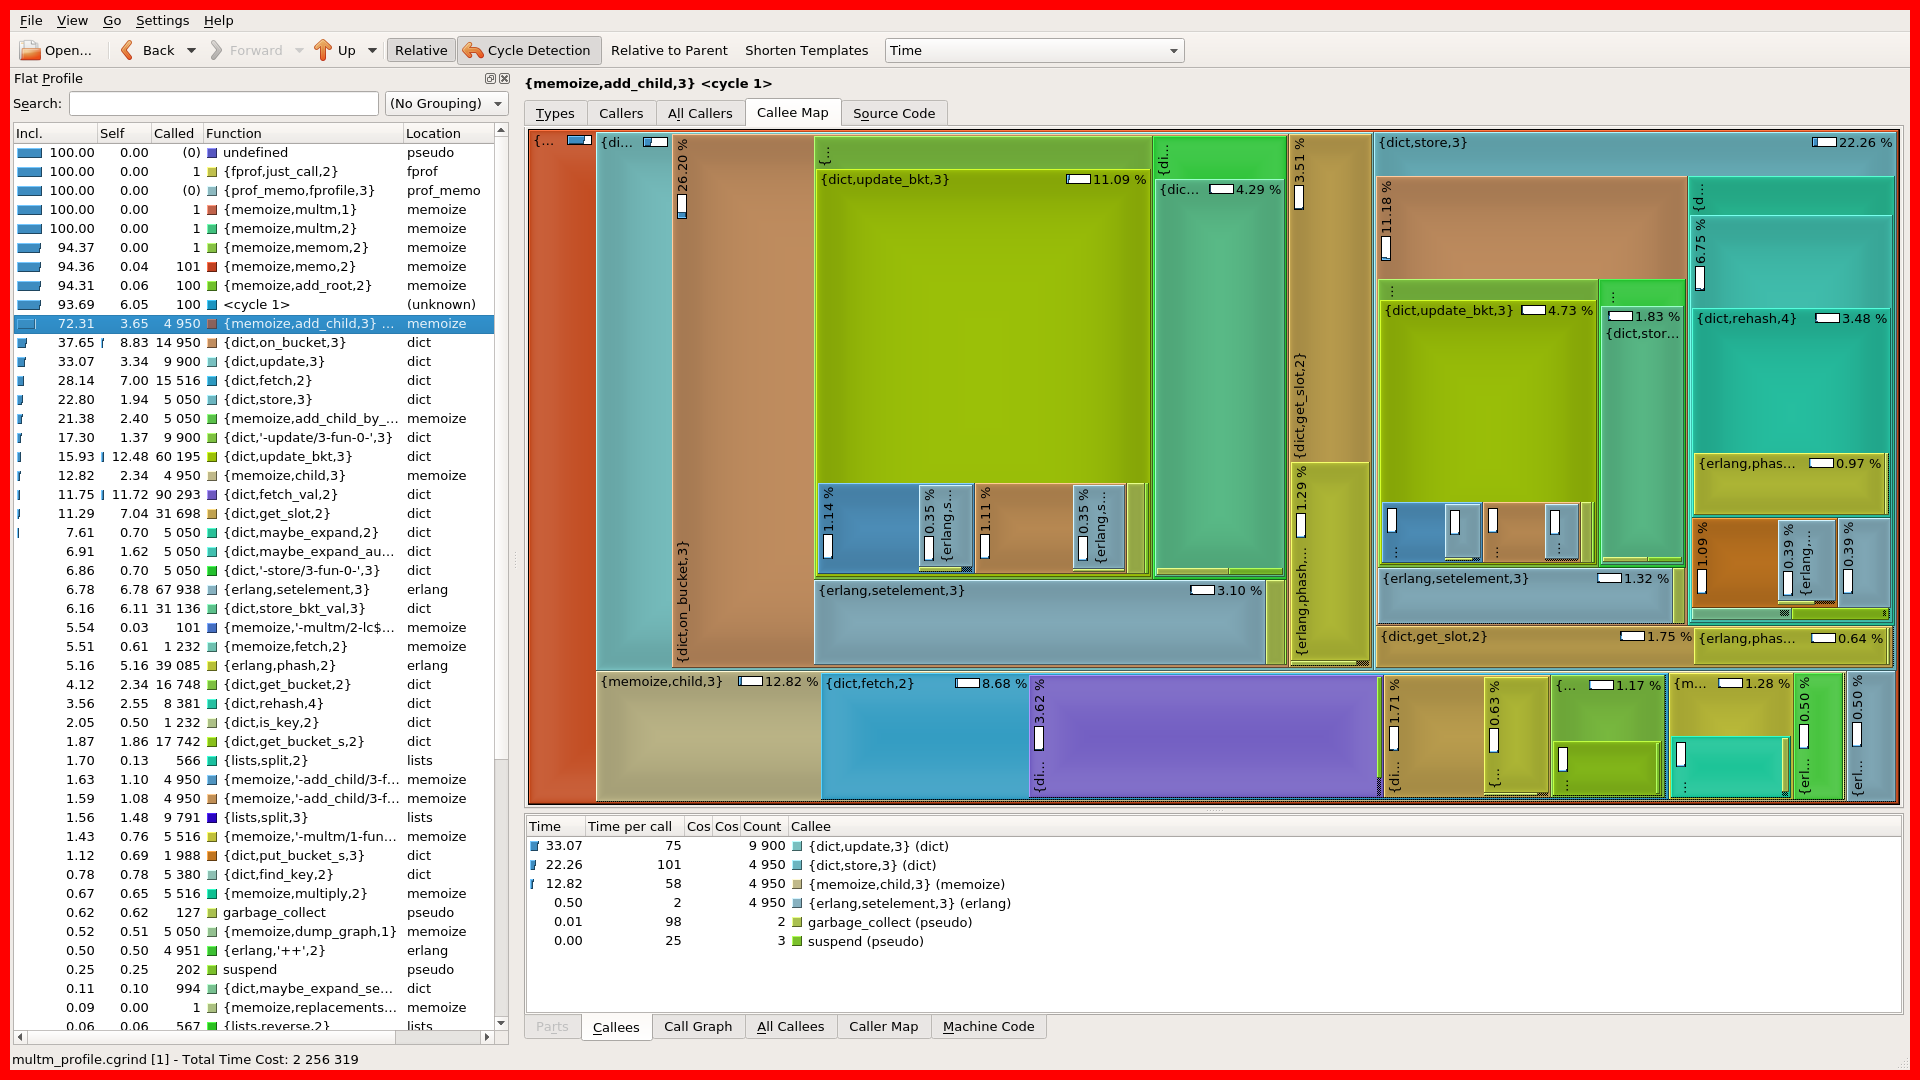 File View Go Settings Help
Open... Back Forward Up Relative Cycle Detection Relative to Parent Shorten Templates Time
Flat Profile
Search: (No Grouping)
Incl. Self Called Function Location
100.00 0.00 (0) undefined pseudo
100.00 0.00 1 {fprof,just_call,2} fprof
100.00 0.00 (0) {prof_memo,fprofile,3} prof_memo
100.00 0.00 1 {memoize,multm,1} memoize
100.00 0.00 1 {memoize,multm,2} memoize
94.37 0.00 1 {memoize,memom,2} memoize
94.36 0.04 101 {memoize,memo,2} memoize
94.31 0.06 100 {memoize,add_root,2} memoize
93.69 6.05 100 <cycle 1> (unknown)
72.31 3.65 4 950 {memoize,add_child,3} ... memoize
37.65 8.83 14 950 {dict,on_bucket,3} dict
33.07 3.34 9 900 {dict,update,3} dict
28.14 7.00 15 516 {dict,fetch,2} dict
22.80 1.94 5 050 {dict,store,3} dict
21.38 2.40 5 050 {memoize,add_child_by_... memoize
17.30 1.37 9 900 {dict,'-update/3-fun-0-',3} dict
15.93 12.48 60 195 {dict,update_bkt,3} dict
12.82 2.34 4 950 {memoize,child,3} memoize
11.75 11.72 90 293 {dict,fetch_val,2} dict
11.29 7.04 31 698 {dict,get_slot,2} dict
7.61 0.70 5 050 {dict,maybe_expand,2} dict
6.91 1.62 5 050 {dict,maybe_expand_au... dict
6.86 0.70 5 050 {dict,'-store/3-fun-0-',3} dict
6.78 6.78 67 938 {erlang,setelement,3} erlang
6.16 6.11 31 136 {dict,store_bkt_val,3} dict
5.54 0.03 101 {memoize,'-multm/2-lc$... memoize
5.51 0.61 1 232 {memoize,fetch,2} memoize
5.16 5.16 39 085 {erlang,phash,2} erlang
4.12 2.34 16 748 {dict,get_bucket,2} dict
3.56 2.55 8 381 {dict,rehash,4} dict
2.05 0.50 1 232 {dict,is_key,2} dict
1.87 1.86 17 742 {dict,get_bucket_s,2} dict
1.70 0.13 566 {lists,split,2} lists
1.63 1.10 4 950 {memoize,'-add_child/3-f... memoize
1.59 1.08 4 950 {memoize,'-add_child/3-f... memoize
1.56 1.48 9 791 {lists,split,3} lists
1.43 0.76 5 516 {memoize,'-multm/1-fun... memoize
1.12 0.69 1 988 {dict,put_bucket_s,3} dict
0.78 0.78 5 380 {dict,find_key,2} dict
0.67 0.65 5 516 {memoize,multiply,2} memoize
0.62 0.62 127 garbage_collect pseudo
0.52 0.51 5 050 {memoize,dump_graph,1} memoize
0.50 0.50 4 951 {erlang,'++',2} erlang
0.25 0.25 202 suspend pseudo
0.11 0.10 994 {dict,maybe_expand_se... dict
0.09 0.00 1 {memoize,replacements... memoize
0.06 0.06 567 {lists,reverse,2} lists
{memoize,add_child,3} <cycle 1>
Types Callers All Callers Callee Map Source Code
{...
{di...
26.20 %
{dict,on_bucket,3}
{...
{dict,update_bkt,3} 11.09 %
1.14 %
0.35 %
{erlang,s...
1.11 %
0.35 %
{erlang,s...
{di...
{dic... 4.29 %
{erlang,setelement,3} 3.10 %
3.51 %
{dict,get_slot,2}
1.29 %
{erlang,phash,...
{dict,store,3} 22.26 %
11.18 %
...
{dict,update_bkt,3} 4.73 %
...
...
...
1.83 %
{dict,stor...
{erlang,setelement,3} 1.32 %
{d...
6.75 %
{dict,rehash,4} 3.48 %
{erlang,phas... 0.97 %
1.09 %
0.39 %
{erlang,...
0.39 %
{dict,get_slot,2} 1.75 %
{erlang,phas... 0.64 %
{memoize,child,3} 12.82 %
{dict,fetch,2} 8.68 %
3.62 %
{di...
1.71 %
{di...
0.63 %
{...
{... 1.17 %
...
{m... 1.28 %
...
0.50 %
{erl...
0.50 %
{erl...
Time Time per call Cos Cos Count Callee
33.07 75 9 900 {dict,update,3} (dict)
22.26 101 4 950 {dict,store,3} (dict)
12.82 58 4 950 {memoize,child,3} (memoize)
0.50 2 4 950 {erlang,setelement,3} (erlang)
0.01 98 2 garbage_collect (pseudo)
0.00 25 3 suspend (pseudo)
Parts Callees Call Graph All Callees Caller Map Machine Code
multm_profile.cgrind [1] - Total Time Cost: 2 256 319